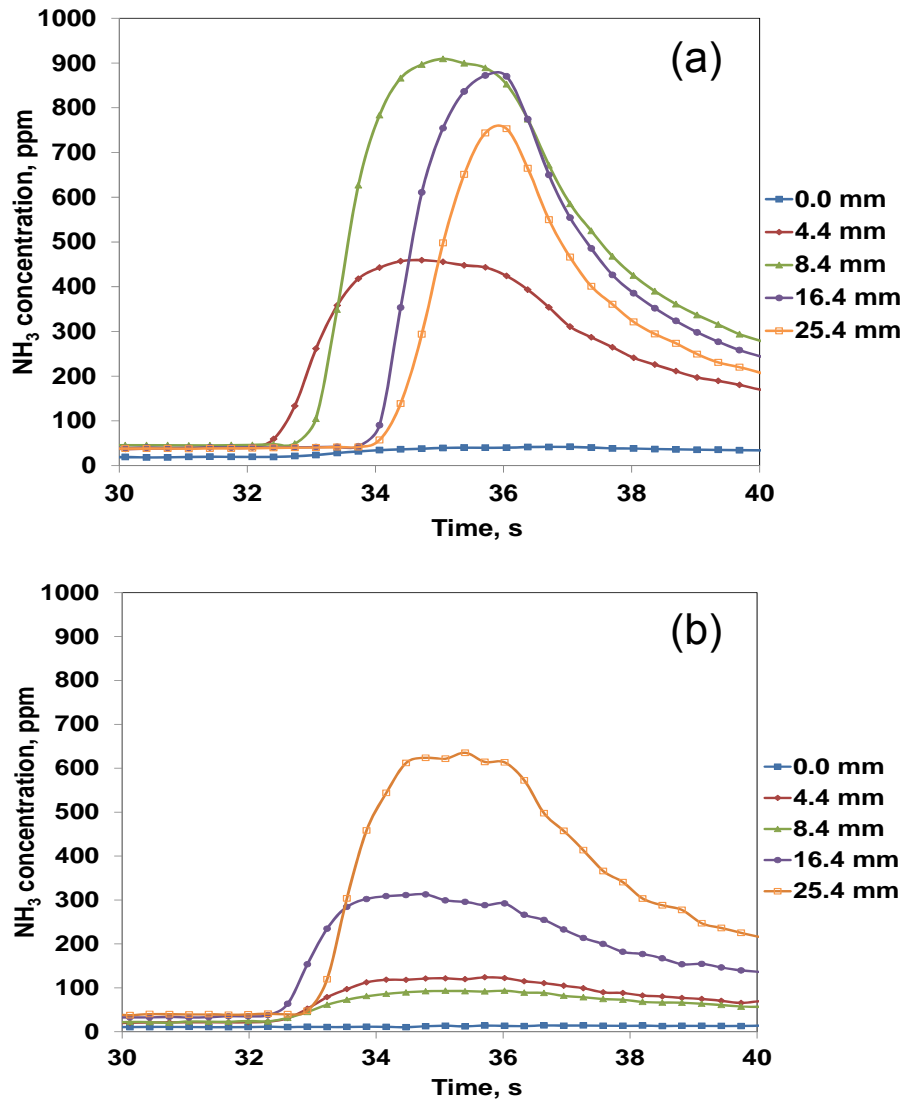 (a)
1000
900
800
700
600
500
400
300
200
100
0
NH₃ concentration, ppm
30 32 34 36 38 40
Time, s
0.0 mm
4.4 mm
8.4 mm
16.4 mm
25.4 mm
(b)
1000
900
800
700
600
500
400
300
200
100
0
NH₃ concentration, ppm
30 32 34 36 38 40
Time, s
0.0 mm
4.4 mm
8.4 mm
16.4 mm
25.4 mm